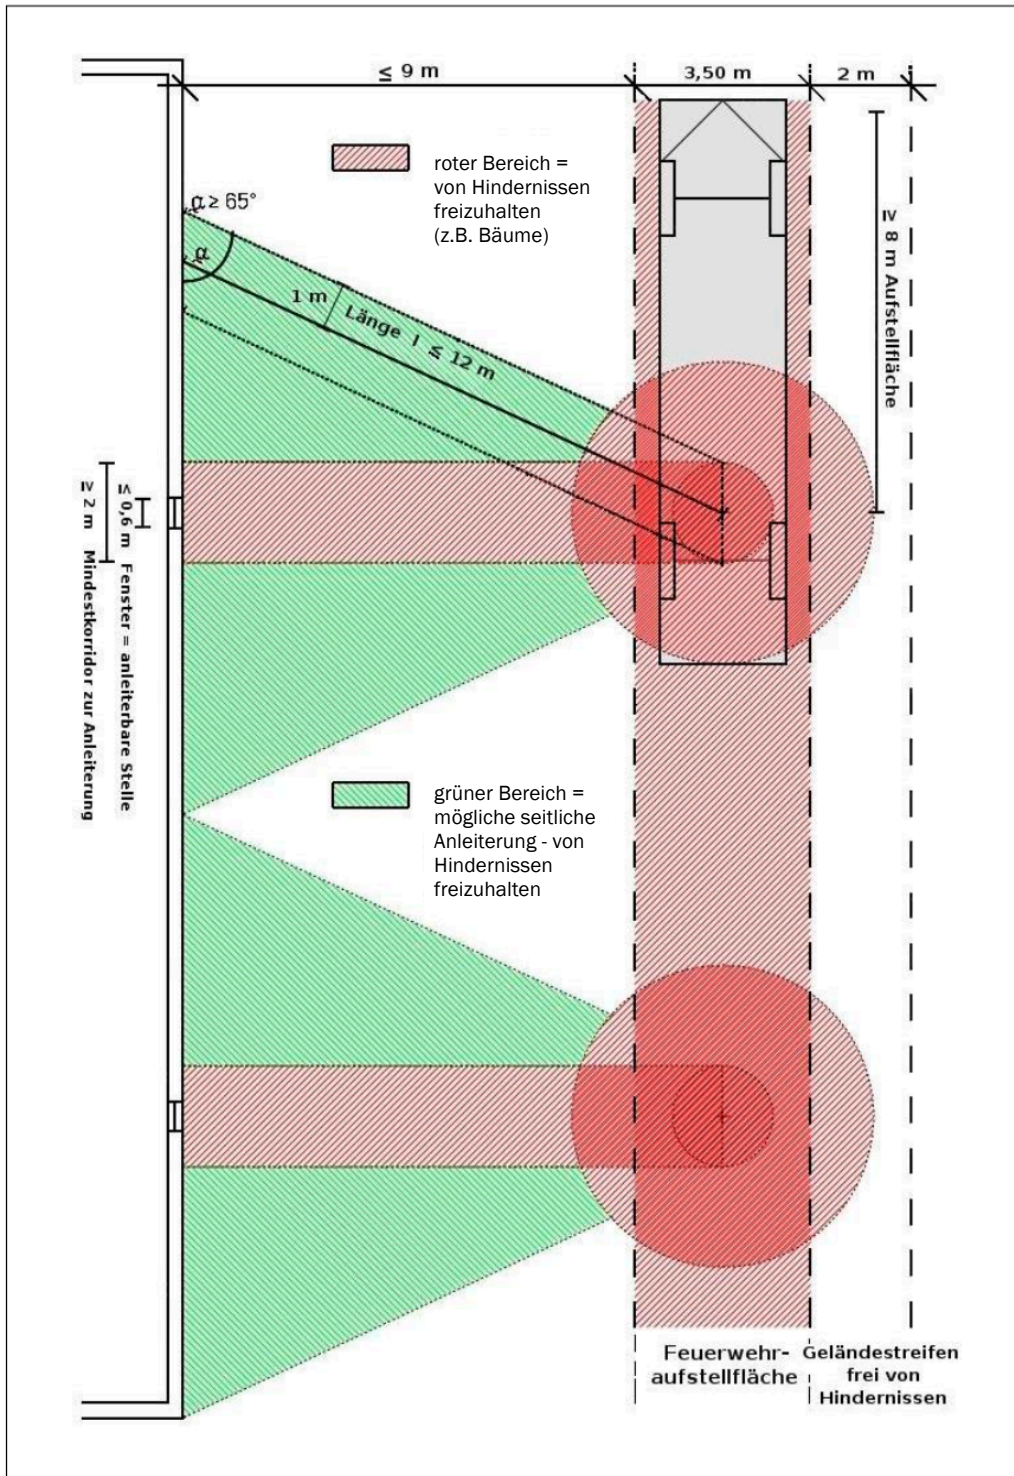 ≤ 9 m
3,50 m
2 m
roter Bereich =
von Hindernissen
freizuhalten
(z.B. Bäume)
α ≥ 65°
α
1 m
Länge l ≤ 12 m
≥ 8 m Aufstellfläche
≥ 2 m Mindestkorridor zur Anleiterung
≤ 0,6 m Fenster = anleiterbare Stelle
grüner Bereich =
mögliche seitliche
Anleiterung - von
Hindernissen
freizuhalten
Feuerwehr-
aufstellfläche
Geländestreifen
frei von
Hindernissen